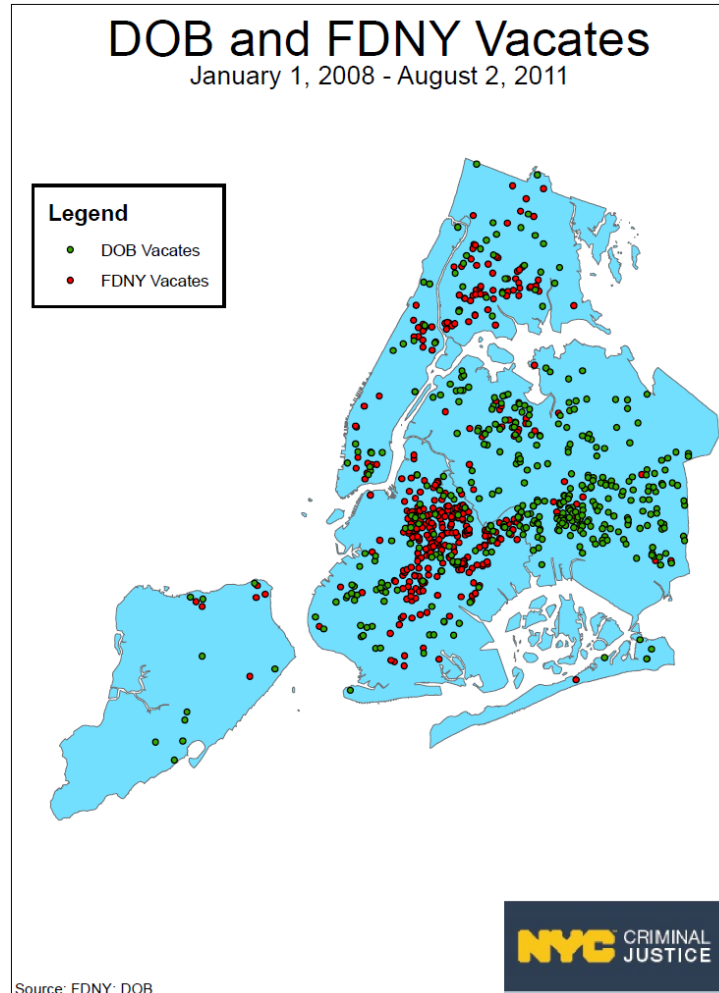 DOB and FDNY Vacates
January 1, 2008 - August 2, 2011
Legend
DOB Vacates
FDNY Vacates
NYC CRIMINAL
JUSTICE
Source: FDNY; DOB